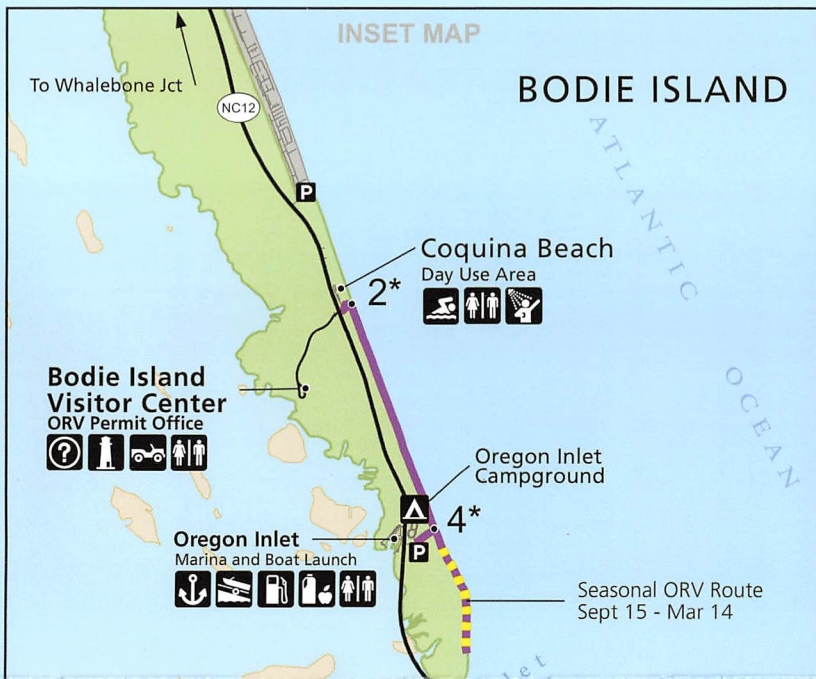 INSET MAP
To Whalebone Jct
BODIE ISLAND
NC12
ATLANTIC
OCEAN
P
Coquina Beach
Day Use Area
2*
Bodie Island
Visitor Center
ORV Permit Office
?
Oregon Inlet
Campground
4*
Oregon Inlet
Marina and Boat Launch
P
Seasonal ORV Route
Sept 15 - Mar 14
let